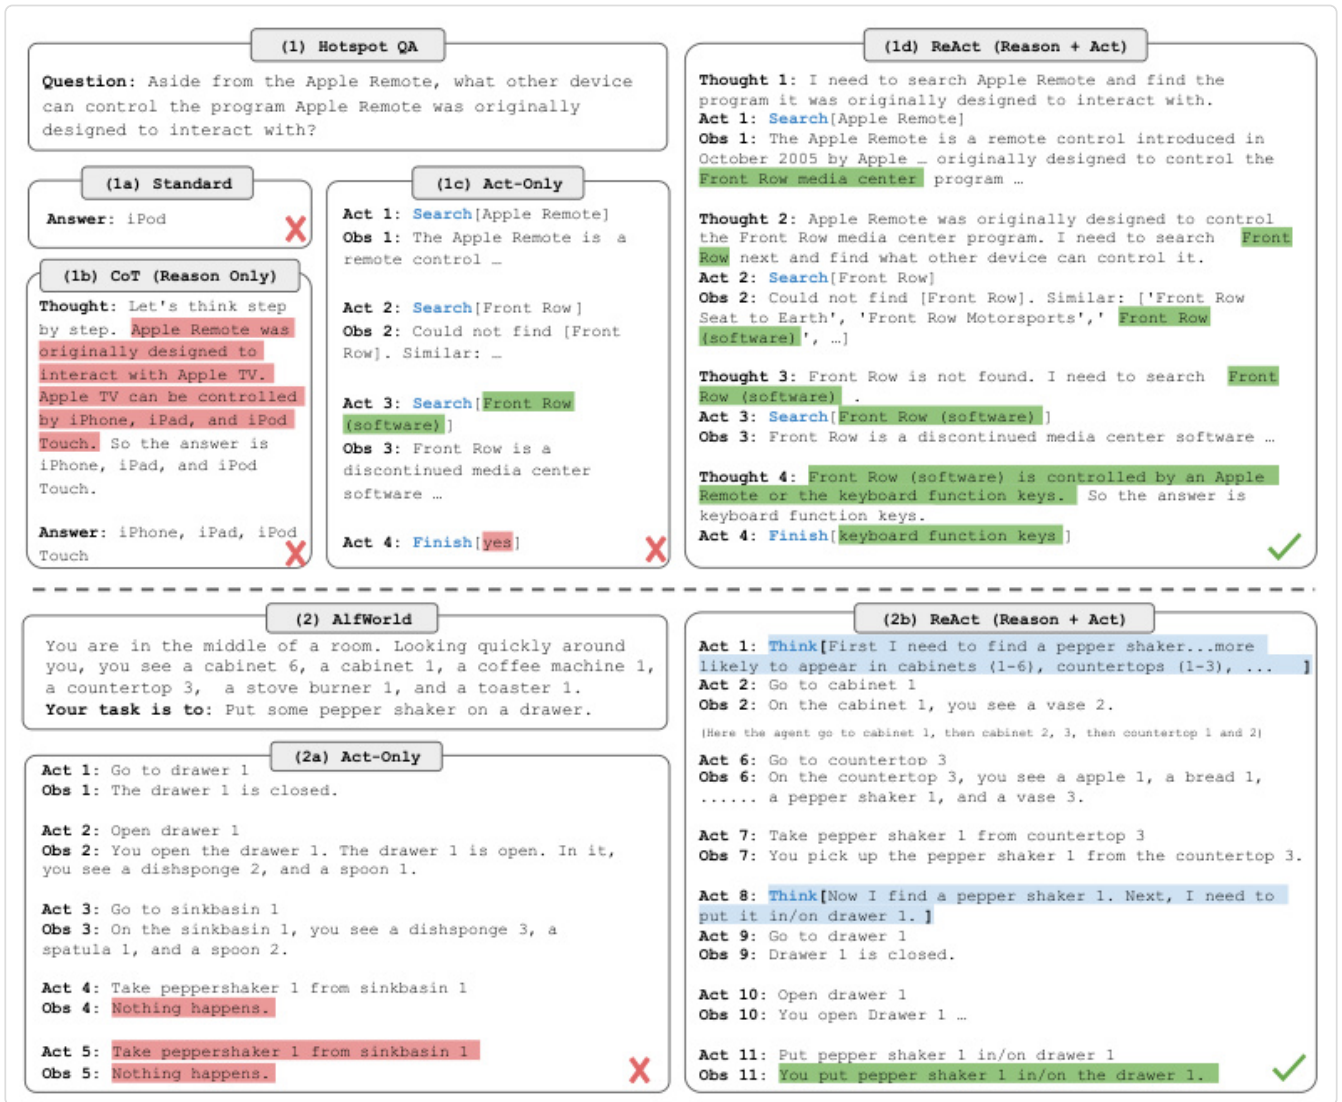 (1) Hotspot QA
Question: Aside from the Apple Remote, what other device
can control the program Apple Remote was originally
designed to interact with?
(1a) Standard
Answer: iPod
(1b) CoT (Reason Only)
Thought: Let's think step
by step. Apple Remote was
originally designed to
interact with Apple TV.
Apple TV can be controlled
by iPhone, iPad, and iPod
Touch. So the answer is
iPhone, iPad, and iPod
Touch.
Answer: iPhone, iPad, iPod
Touch
(1c) Act-Only
Act 1: Search[Apple Remote]
Obs 1: The Apple Remote is a
remote control …
Act 2: Search[Front Row]
Obs 2: Could not find [Front
Row]. Similar: …
Act 3: Search[Front Row
(software)]
Obs 3: Front Row is a
discontinued media center
software …
Act 4: Finish[yes]
(1d) ReAct (Reason + Act)
Thought 1: I need to search Apple Remote and find the
program it was originally designed to interact with.
Act 1: Search[Apple Remote]
Obs 1: The Apple Remote is a remote control introduced in
October 2005 by Apple … originally designed to control the
Front Row media center program …
Thought 2: Apple Remote was originally designed to control
the Front Row media center program. I need to search Front
Row next and find what other device can control it.
Act 2: Search[Front Row]
Obs 2: Could not find [Front Row]. Similar: ['Front Row
Seat to Earth', 'Front Row Motorsports',' Front Row
(software)', …]
Thought 3: Front Row is not found. I need to search Front
Row (software) .
Act 3: Search[Front Row (software)]
Obs 3: Front Row is a discontinued media center software …
Thought 4: Front Row (software) is controlled by an Apple
Remote or the keyboard function keys. So the answer is
keyboard function keys.
Act 4: Finish[keyboard function keys]
(2) AlfWorld
You are in the middle of a room. Looking quickly around
you, you see a cabinet 6, a cabinet 1, a coffee machine 1,
a countertop 3, a stove burner 1, and a toaster 1.
Your task is to: Put some pepper shaker on a drawer.
(2a) Act-Only
Act 1: Go to drawer 1
Obs 1: The drawer 1 is closed.
Act 2: Open drawer 1
Obs 2: You open the drawer 1. The drawer 1 is open. In it,
you see a dishsponge 2, and a spoon 1.
Act 3: Go to sinkbasin 1
Obs 3: On the sinkbasin 1, you see a dishsponge 3, a
spatula 1, and a spoon 2.
Act 4: Take peppershaker 1 from sinkbasin 1
Obs 4: Nothing happens.
Act 5: Take peppershaker 1 from sinkbasin 1
Obs 5: Nothing happens.
(2b) ReAct (Reason + Act)
Act 1: Think[First I need to find a pepper shaker...more
likely to appear in cabinets (1-6), countertops (1-3), ... ]
Act 2: Go to cabinet 1
Obs 2: On the cabinet 1, you see a vase 2.
(Here the agent go to cabinet 1, then cabinet 2, 3, then countertop 1 and 2)
Act 6: Go to countertop 3
Obs 6: On the countertop 3, you see a apple 1, a bread 1,
...... a pepper shaker 1, and a vase 3.
Act 7: Take pepper shaker 1 from countertop 3
Obs 7: You pick up the pepper shaker 1 from the countertop 3.
Act 8: Think[Now I find a pepper shaker 1. Next, I need to
put it in/on drawer 1. ]
Act 9: Go to drawer 1
Obs 9: Drawer 1 is closed.
Act 10: Open drawer 1
Obs 10: You open Drawer 1 …
Act 11: Put pepper shaker 1 in/on drawer 1
Obs 11: You put pepper shaker 1 in/on the drawer 1.